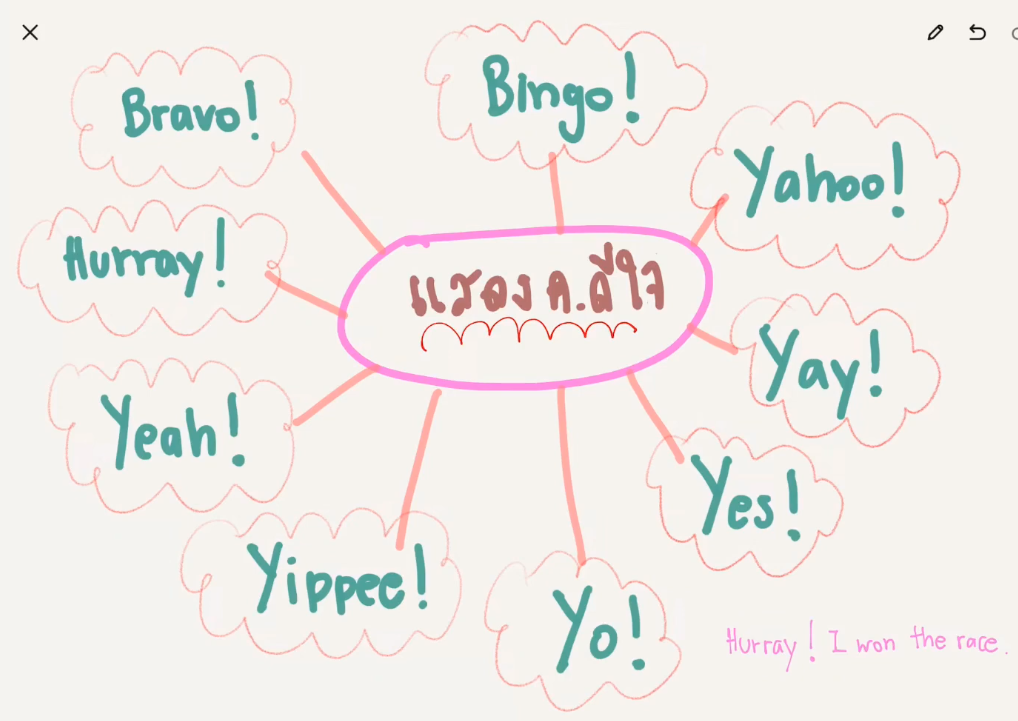 Bravo!
Bingo!
Yahoo!
Hurray!
แสดง ค.ดีใจ
Yay!
Yeah!
Yes!
Yippee!
Yo!
Hurray! I won the race.